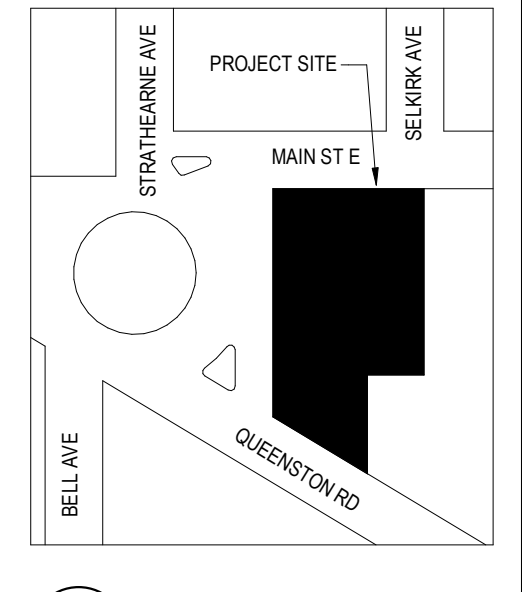 STRATHEARNE AVE
PROJECT SITE
SELKIRK AVE
MAIN ST E
QUEENSTON RD
BELL AVE